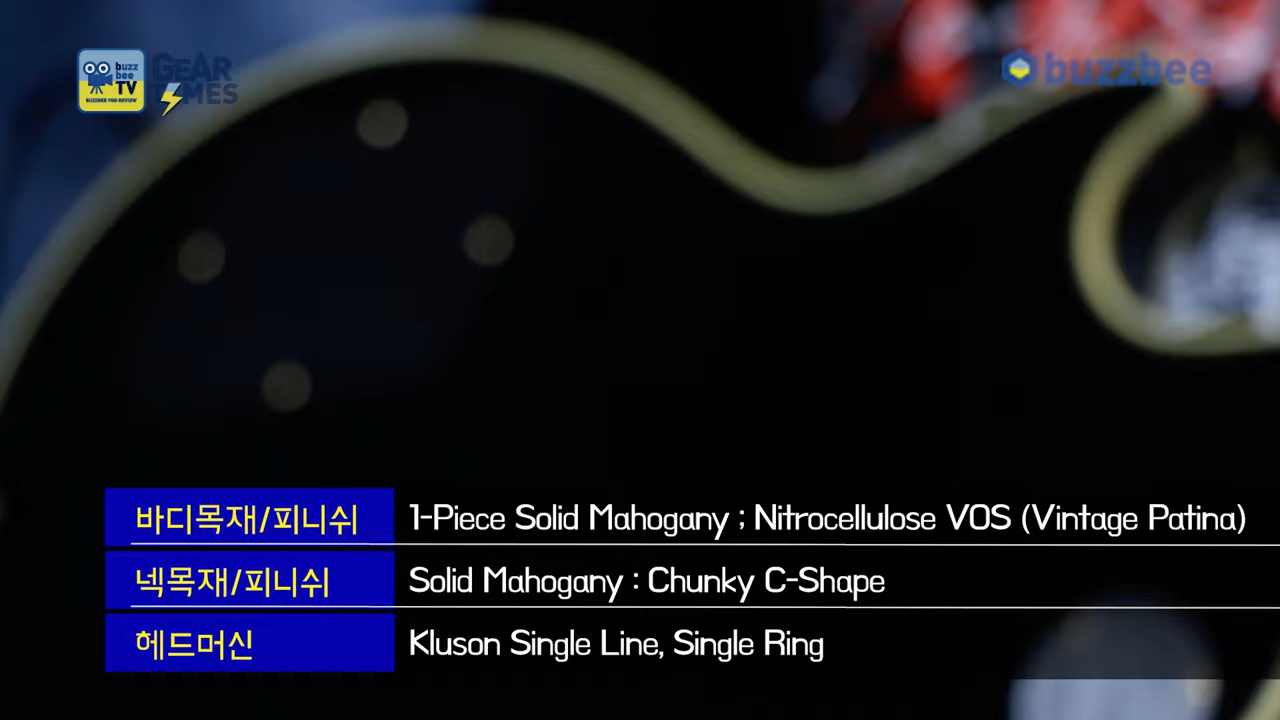 buzz
bee
TV
BUZZBEE VOD REVIEW
GEAR
buzzbee
바디목재/피니쉬 1-Piece Solid Mahogany ; Nitrocellulose VOS (Vintage Patina)
넥목재/피니쉬 Solid Mahogany : Chunky C-Shape
헤드머신 Kluson Single Line, Single Ring